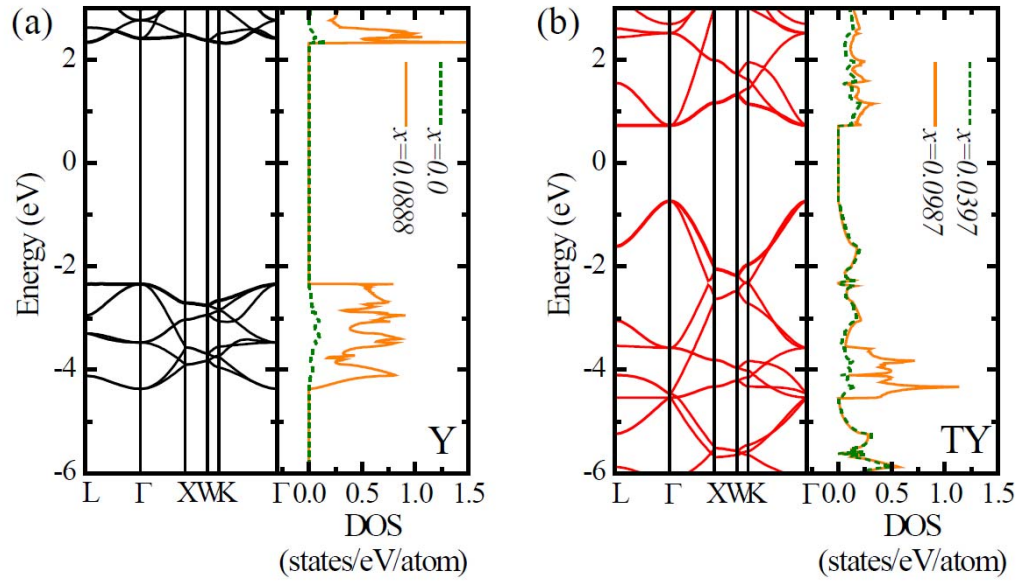 (a)
Energy (eV)
2
0
-2
-4
-6
L Γ X W K Γ
0.0 0.5 1.0 1.5
DOS
(states/eV/atom)
x=0.0
x=0.0888
Y
(b)
Energy (eV)
2
0
-2
-4
-6
L Γ X W K Γ
0.0 0.5 1.0 1.5
DOS
(states/eV/atom)
x=0.0397
x=0.0987
TY